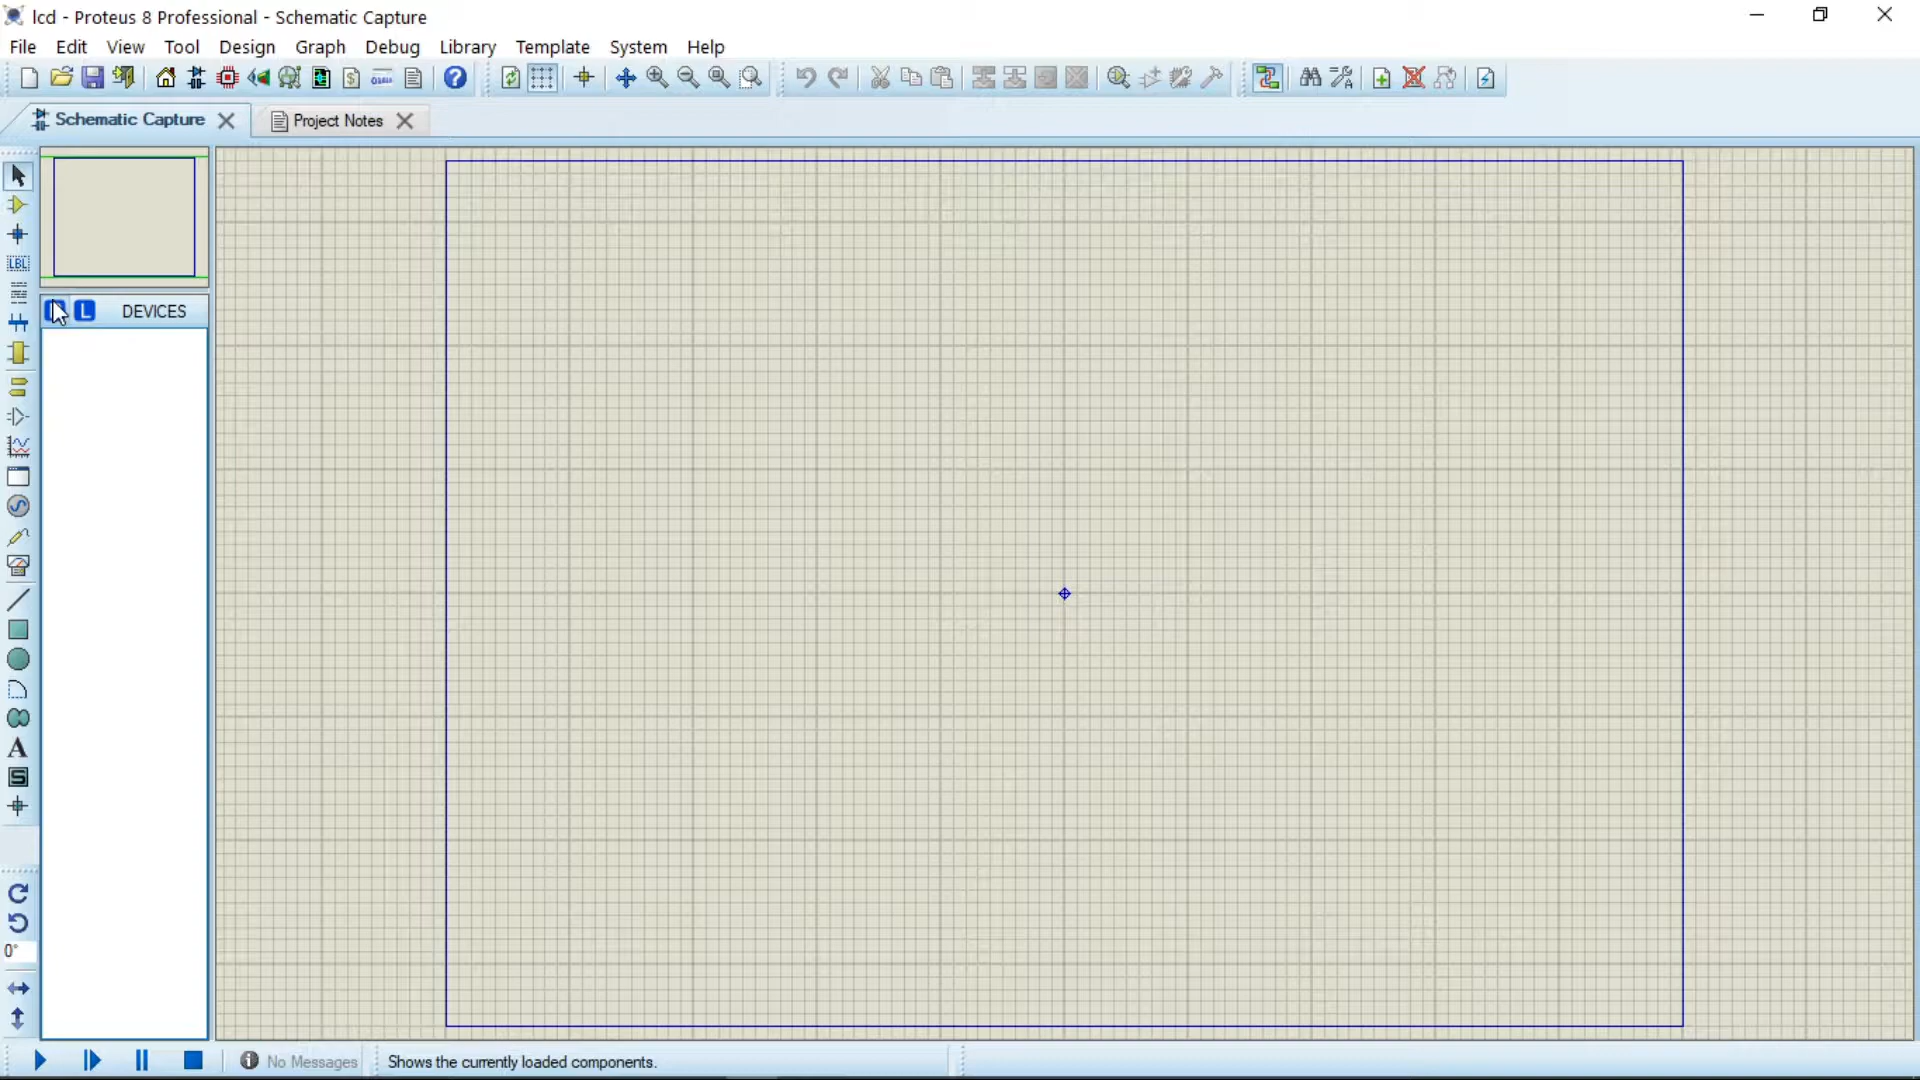 lcd - Proteus 8 Professional - Schematic Capture
File Edit View Tool Design Graph Debug Library Template System Help
Schematic Capture Project Notes
LBL
L DEVICES
A
S
0°
No Messages Shows the currently loaded components.